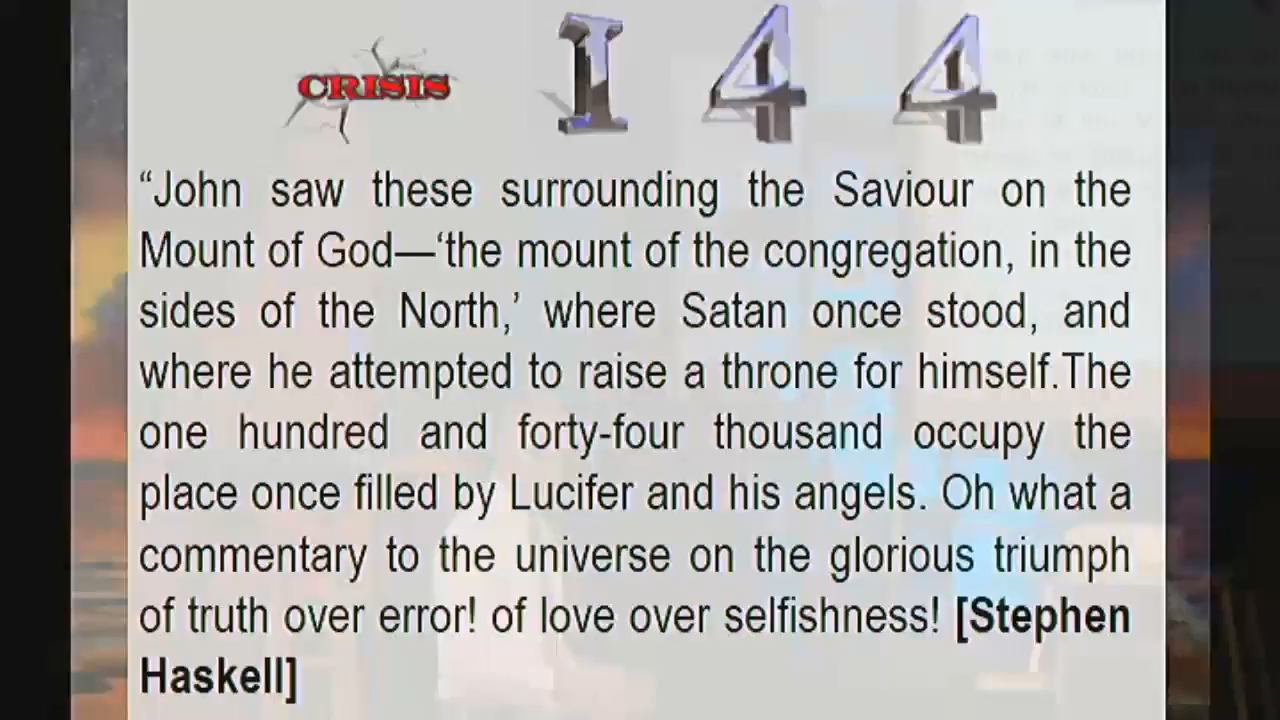 CRISIS 1 4 4
“John saw these surrounding the Saviour on the
Mount of God—‘the mount of the congregation, in the
sides of the North,’ where Satan once stood, and
where he attempted to raise a throne for himself.The
one hundred and forty-four thousand occupy the
place once filled by Lucifer and his angels. Oh what a
commentary to the universe on the glorious triumph
of truth over error! of love over selfishness! [Stephen
Haskell]